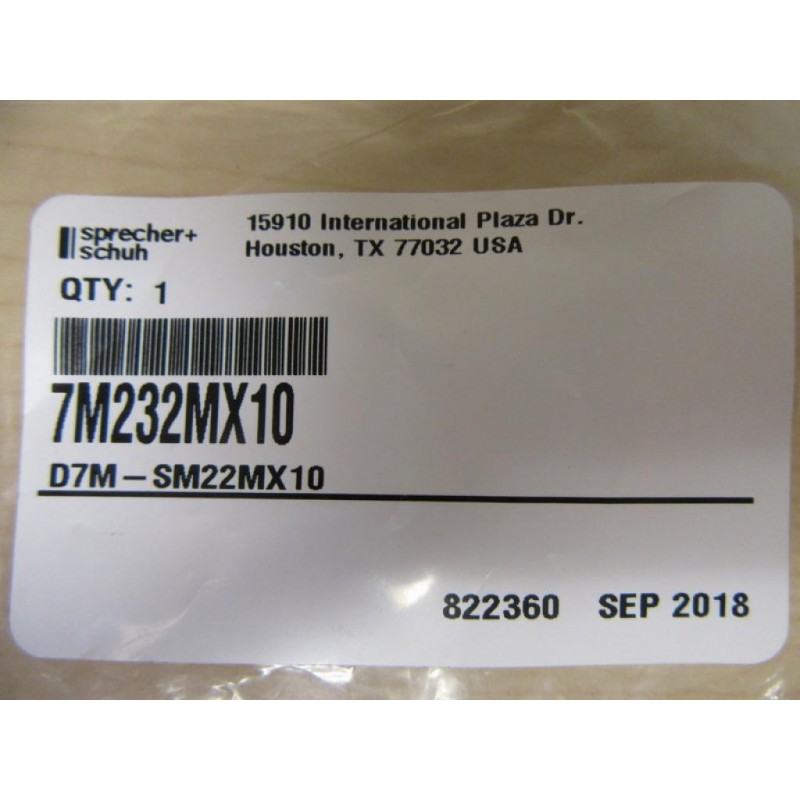 sprecher+
schuh
15910 International Plaza Dr.
Houston, TX 77032 USA
QTY: 1
7M232MX10
D7M-SM22MX10
822360 SEP 2018